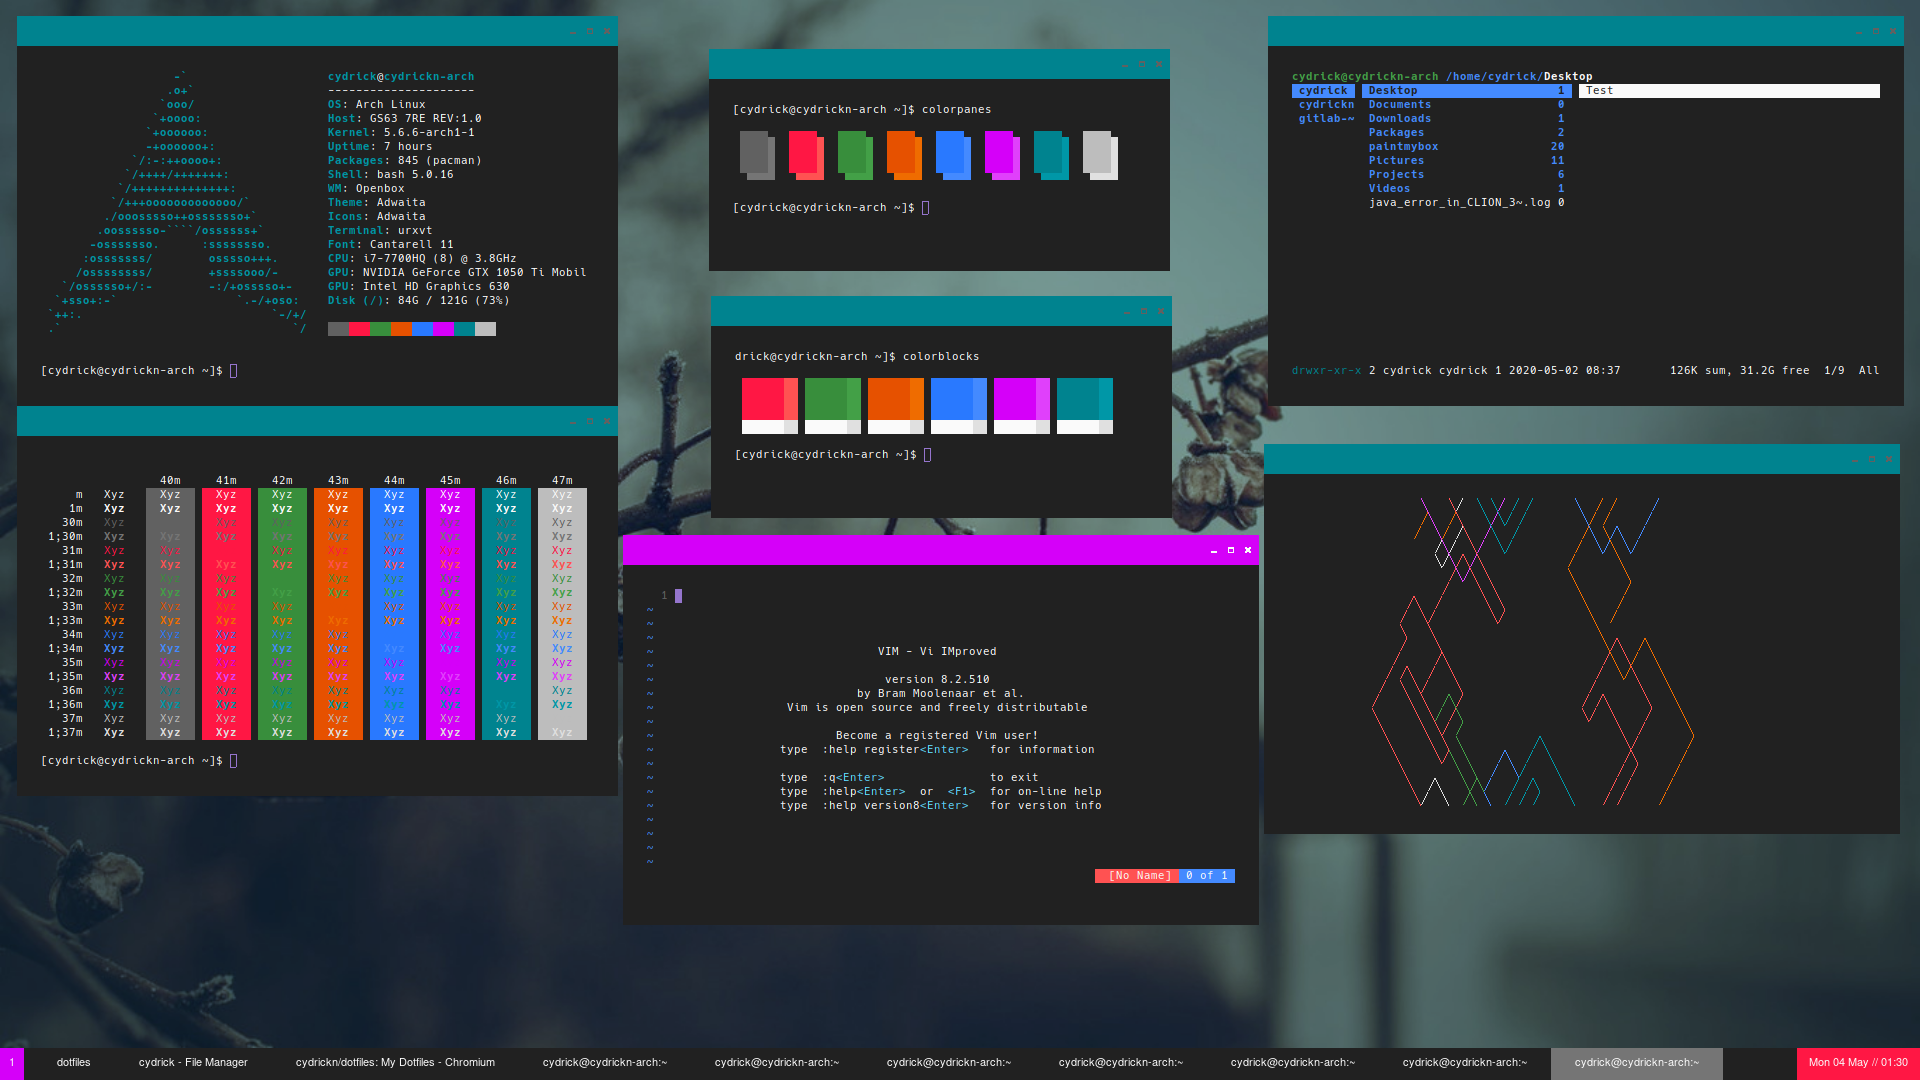 cydrick@cydrickn-arch
---------------------
OS: Arch Linux
Host: GS63 7RE REV:1.0
Kernel: 5.6.6-arch1-1
Uptime: 7 hours
Packages: 845 (pacman)
Shell: bash 5.0.16
WM: Openbox
Theme: Adwaita
Icons: Adwaita
Terminal: urxvt
Font: Cantarell 11
CPU: i7-7700HQ (8) @ 3.8GHz
GPU: NVIDIA GeForce GTX 1050 Ti Mobil
GPU: Intel HD Graphics 630
Disk (/): 84G / 121G (73%)
[cydrick@cydrickn-arch ~]$
40m 41m 42m 43m 44m 45m 46m 47m
m Xyz Xyz Xyz Xyz Xyz Xyz Xyz Xyz Xyz
1m Xyz Xyz Xyz Xyz Xyz Xyz Xyz Xyz Xyz
30m Xyz Xyz Xyz Xyz Xyz Xyz Xyz Xyz
1;30m Xyz Xyz Xyz Xyz Xyz Xyz Xyz Xyz Xyz
31m Xyz Xyz Xyz Xyz Xyz Xyz Xyz Xyz
1;31m Xyz Xyz Xyz Xyz Xyz Xyz Xyz Xyz Xyz
32m Xyz Xyz Xyz Xyz Xyz Xyz Xyz Xyz
1;32m Xyz Xyz Xyz Xyz Xyz Xyz Xyz Xyz Xyz
33m Xyz Xyz Xyz Xyz Xyz Xyz Xyz Xyz
1;33m Xyz Xyz Xyz Xyz Xyz Xyz Xyz Xyz Xyz
34m Xyz Xyz Xyz Xyz Xyz Xyz Xyz Xyz
1;34m Xyz Xyz Xyz Xyz Xyz Xyz Xyz Xyz Xyz
35m Xyz Xyz Xyz Xyz Xyz Xyz Xyz Xyz
1;35m Xyz Xyz Xyz Xyz Xyz Xyz Xyz Xyz Xyz
36m Xyz Xyz Xyz Xyz Xyz Xyz Xyz Xyz
1;36m Xyz Xyz Xyz Xyz Xyz Xyz Xyz Xyz Xyz
37m Xyz Xyz Xyz Xyz Xyz Xyz Xyz Xyz
1;37m Xyz Xyz Xyz Xyz Xyz Xyz Xyz Xyz Xyz
[cydrick@cydrickn-arch ~]$
[cydrick@cydrickn-arch ~]$ colorpanes
[cydrick@cydrickn-arch ~]$
drick@cydrickn-arch ~]$ colorblocks
[cydrick@cydrickn-arch ~]$
1
~
~
~
VIM - Vi IMproved
~
~
version 8.2.510
~
by Bram Moolenaar et al.
~
Vim is open source and freely distributable
~
~
Become a registered Vim user!
~
type :help register<Enter> for information
~
~
type :q<Enter> to exit
~
type :help<Enter> or <F1> for on-line help
~
type :help version8<Enter> for version info
~
~
~
~
~
[No Name] 0 of 1
cydrick@cydrickn-arch /home/cydrick/Desktop
cydrick Desktop 1 Test
cydrickn Documents 0
gitlab-~ Downloads 1
Packages 2
paintmybox 20
Pictures 11
Projects 6
Videos 1
java_error_in_CLION_3~.log 0
drwxr-xr-x 2 cydrick cydrick 1 2020-05-02 08:37 126K sum, 31.2G free 1/9 All
1 dotfiles cydrick - File Manager cydrickn/dotfiles: My Dotfiles - Chromium cydrick@cydrickn-arch:~ cydrick@cydrickn-arch:~ cydrick@cydrickn-arch:~ cydrick@cydrickn-arch:~ cydrick@cydrickn-arch:~ cydrick@cydrickn-arch:~ cydrick@cydrickn-arch:~ Mon 04 May // 01:30